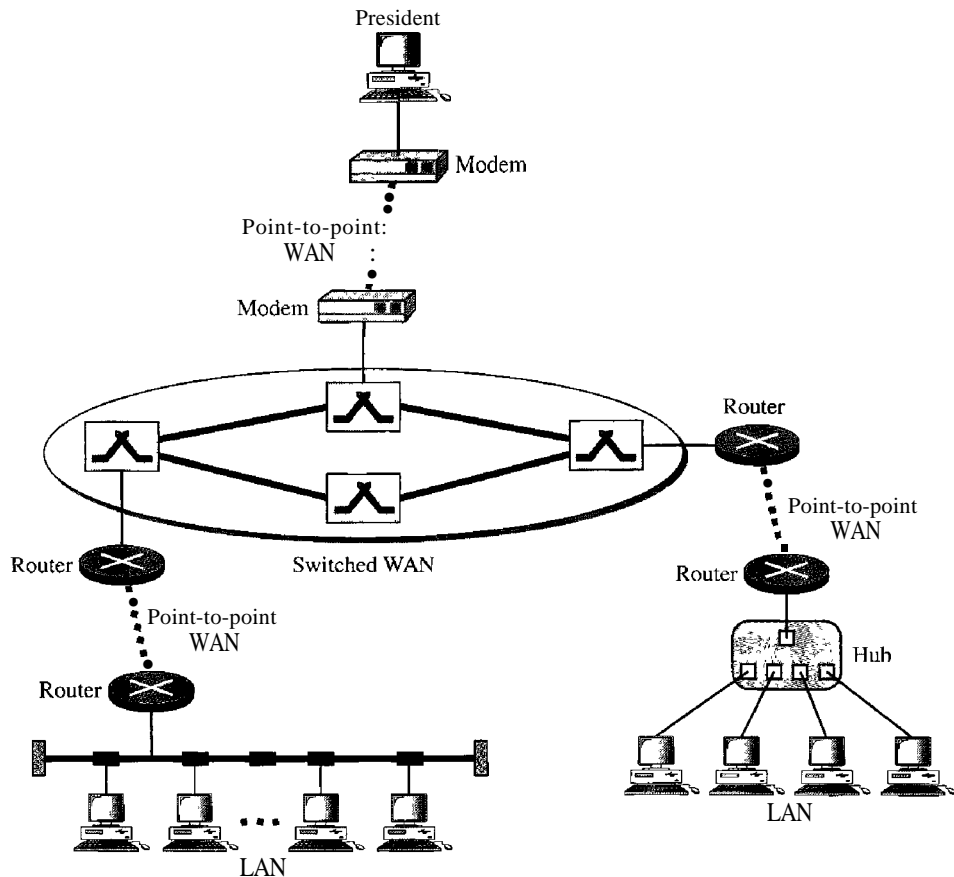 President
Modem
Point-to-point:
WAN
Modem
Router
Point-to-point
WAN
Switched WAN
Router
Router
Point-to-point
WAN
Hub
Router
LAN
LAN